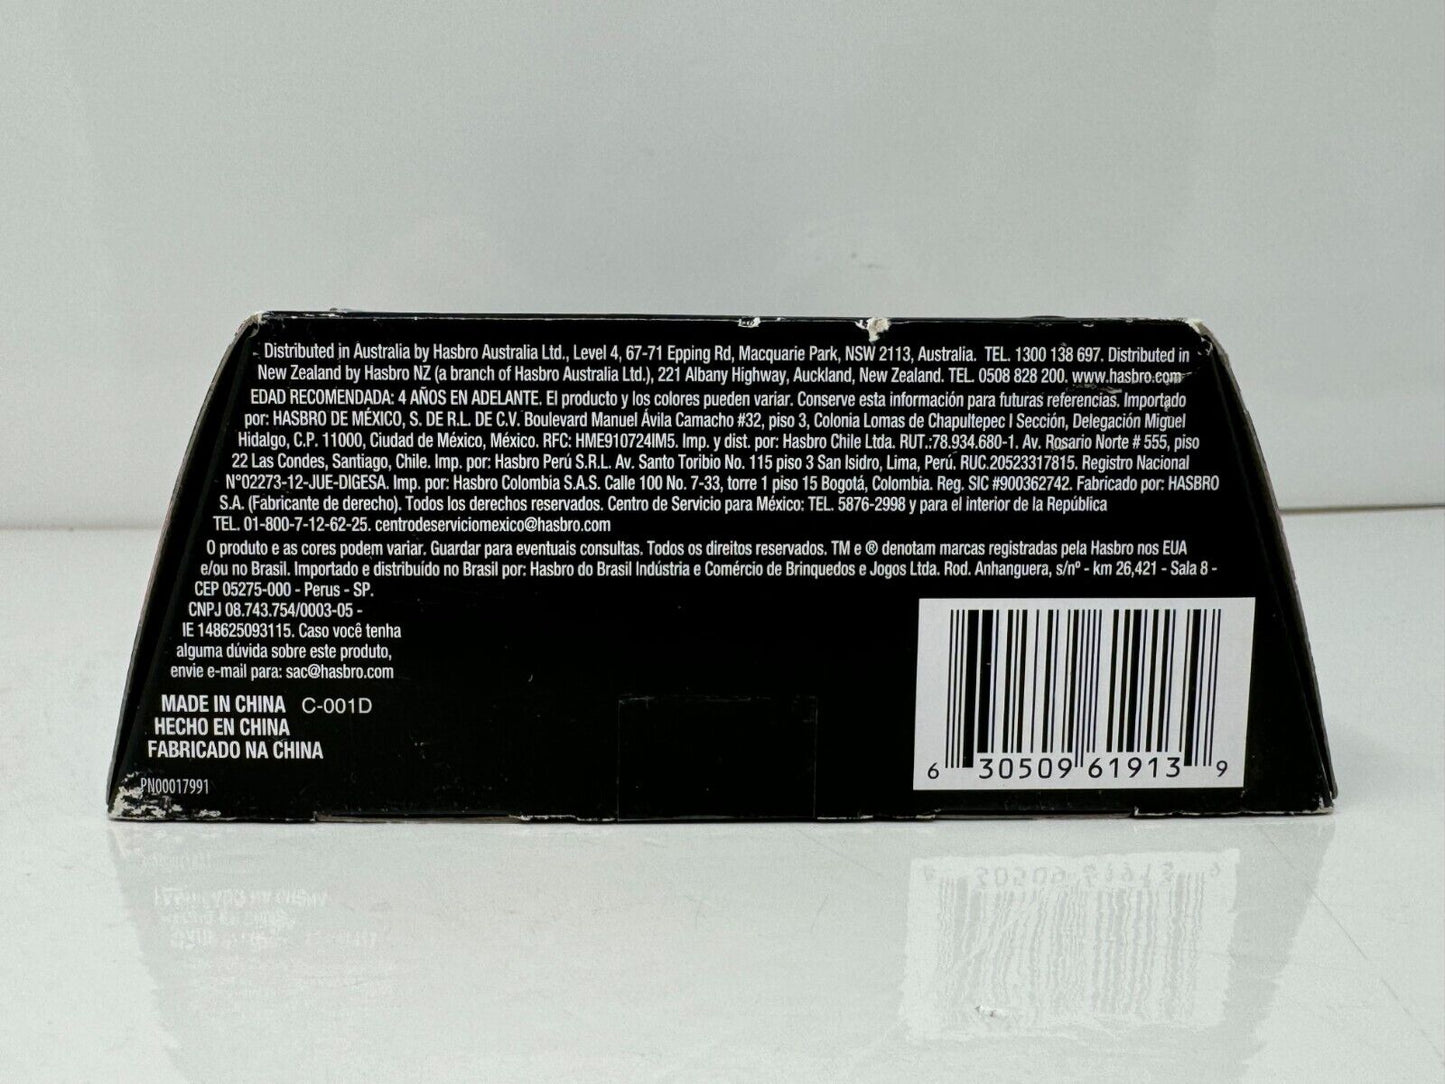 Distributed in Australia by Hasbro Australia Ltd., Level 4, 67-71 Epping Rd, Macquarie Park, NSW 2113, Australia. TEL. 1300 138 697. Distributed in
New Zealand by Hasbro NZ (a branch of Hasbro Australia Ltd.), 221 Albany Highway, Auckland, New Zealand. TEL. 0508 828 200. www.hasbro.com
EDAD RECOMENDADA: 4 AÑOS EN ADELANTE. El producto y los colores pueden variar. Conserve esta información para futuras referencias. Importado
por: HASBRO DE MÉXICO, S. DE R.L. DE C.V. Boulevard Manuel Ávila Camacho #32, piso 3, Colonia Lomas de Chapultepec I Sección, Delegación Miguel
Hidalgo, C.P. 11000, Ciudad de México, México. RFC: HME910724IM5. Imp. y dist. por: Hasbro Chile Ltda. RUT.:78.934.680-1. Av. Rosario Norte # 555, piso
22 Las Condes, Santiago, Chile. Imp. por: Hasbro Perú S.R.L. Av. Santo Toribio No. 115 piso 3 San Isidro, Lima, Perú. RUC.20523317815. Registro Nacional
N°02273-12-JUE-DIGESA. Imp. por: Hasbro Colombia S.A.S. Calle 100 No. 7-33, torre 1 piso 15 Bogotá, Colombia. Reg. SIC #900362742. Fabricado por: HASBRO
S.A. (Fabricante de derecho). Todos los derechos reservados. Centro de Servicio para México: TEL. 5876-2998 y para el interior de la República
TEL. 01-800-7-12-62-25. centrodeserviciomexico@hasbro.com
O produto e as cores podem variar. Guardar para eventuais consultas. Todos os direitos reservados. TM e ® denotam marcas registradas pela Hasbro nos EUA
e/ou no Brasil. Importado e distribuído no Brasil por: Hasbro do Brasil Indústria e Comércio de Brinquedos e Jogos Ltda. Rod. Anhanguera, s/nº - km 26,421 - Sala 8 -
CEP 05275-000 - Perus - SP.
CNPJ 08.743.754/0003-05 -
IE 148625093115. Caso você tenha
alguma dúvida sobre este produto,
envie e-mail para: sac@hasbro.com
MADE IN CHINA C-001D
HECHO EN CHINA
FABRICADO NA CHINA
PN00017991
6 30509 61913 9